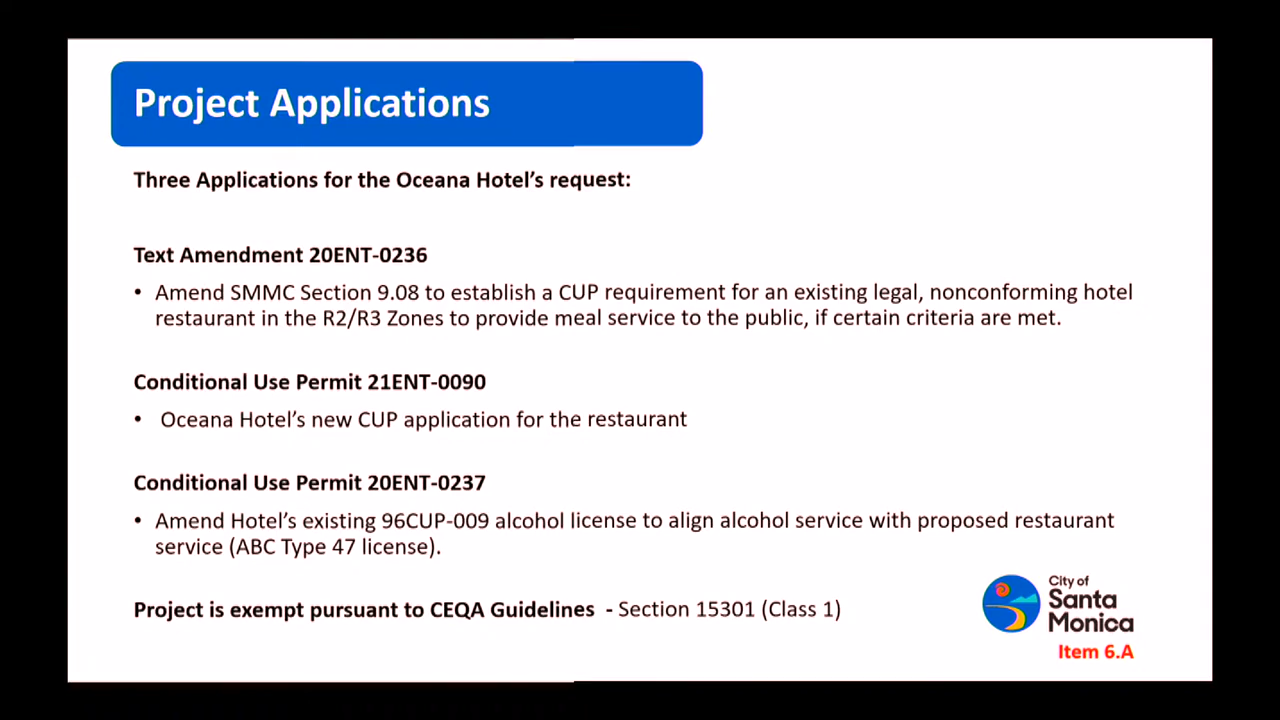 Project Applications
Three Applications for the Oceana Hotel's request:
Text Amendment 20ENT-0236
• Amend SMMC Section 9.08 to establish a CUP requirement for an existing legal, nonconforming hotel
restaurant in the R2/R3 Zones to provide meal service to the public, if certain criteria are met.
Conditional Use Permit 21ENT-0090
• Oceana Hotel's new CUP application for the restaurant
Conditional Use Permit 20ENT-0237
• Amend Hotel's existing 96CUP-009 alcohol license to align alcohol service with proposed restaurant
service (ABC Type 47 license).
Project is exempt pursuant to CEQA Guidelines - Section 15301 (Class 1)
City of
Santa
Monica
Item 6.A